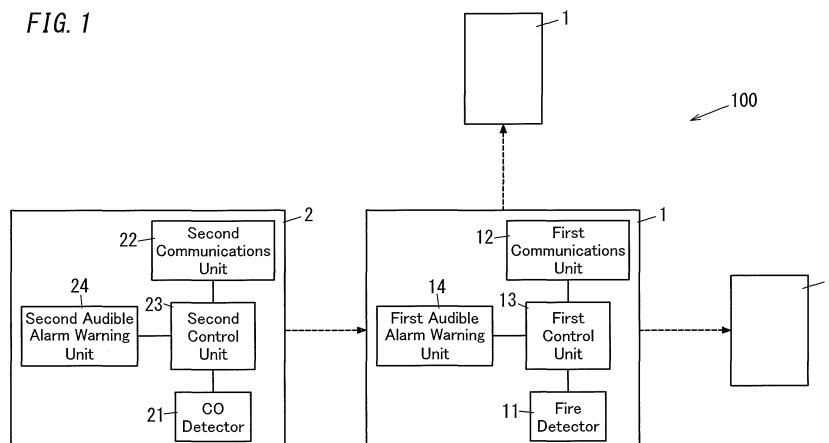 FIG. 1
1
100
2
22
Second
Communications
Unit
24
Second Audible
Alarm Warning
Unit
23
Second
Control
Unit
21
CO
Detector
1
12
First
Communications
Unit
14
First Audible
Alarm Warning
Unit
13
First
Control
Unit
11
Fire
Detector